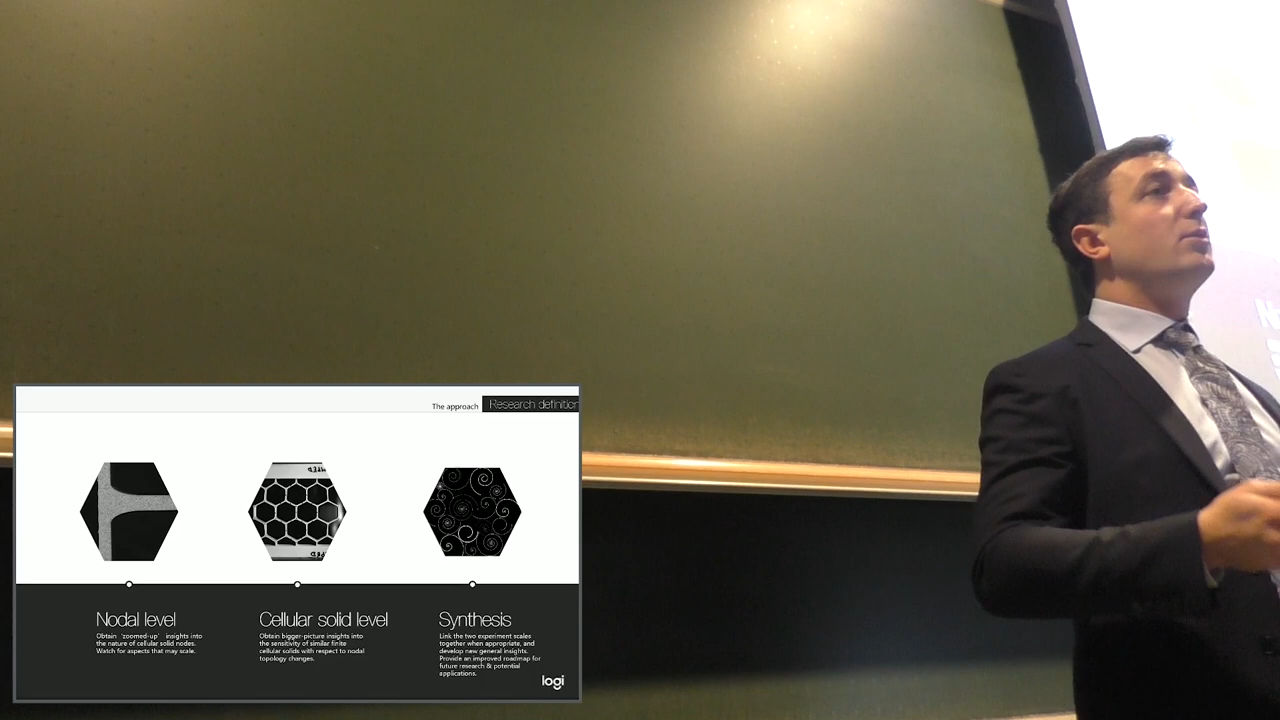 The approach Research definition
Nodal level
Obtain 'zoomed-up' insights into
the nature of cellular solid nodes.
Watch for aspects that may scale.
Cellular solid level
Obtain bigger-picture insights into
the sensitivity of similar finite
cellular solids with respect to nodal
topology changes.
Synthesis
Link the two experiment scales
together when appropriate, and
develop new general insights.
Provide an improved roadmap for
future research & potential
applications.
logi